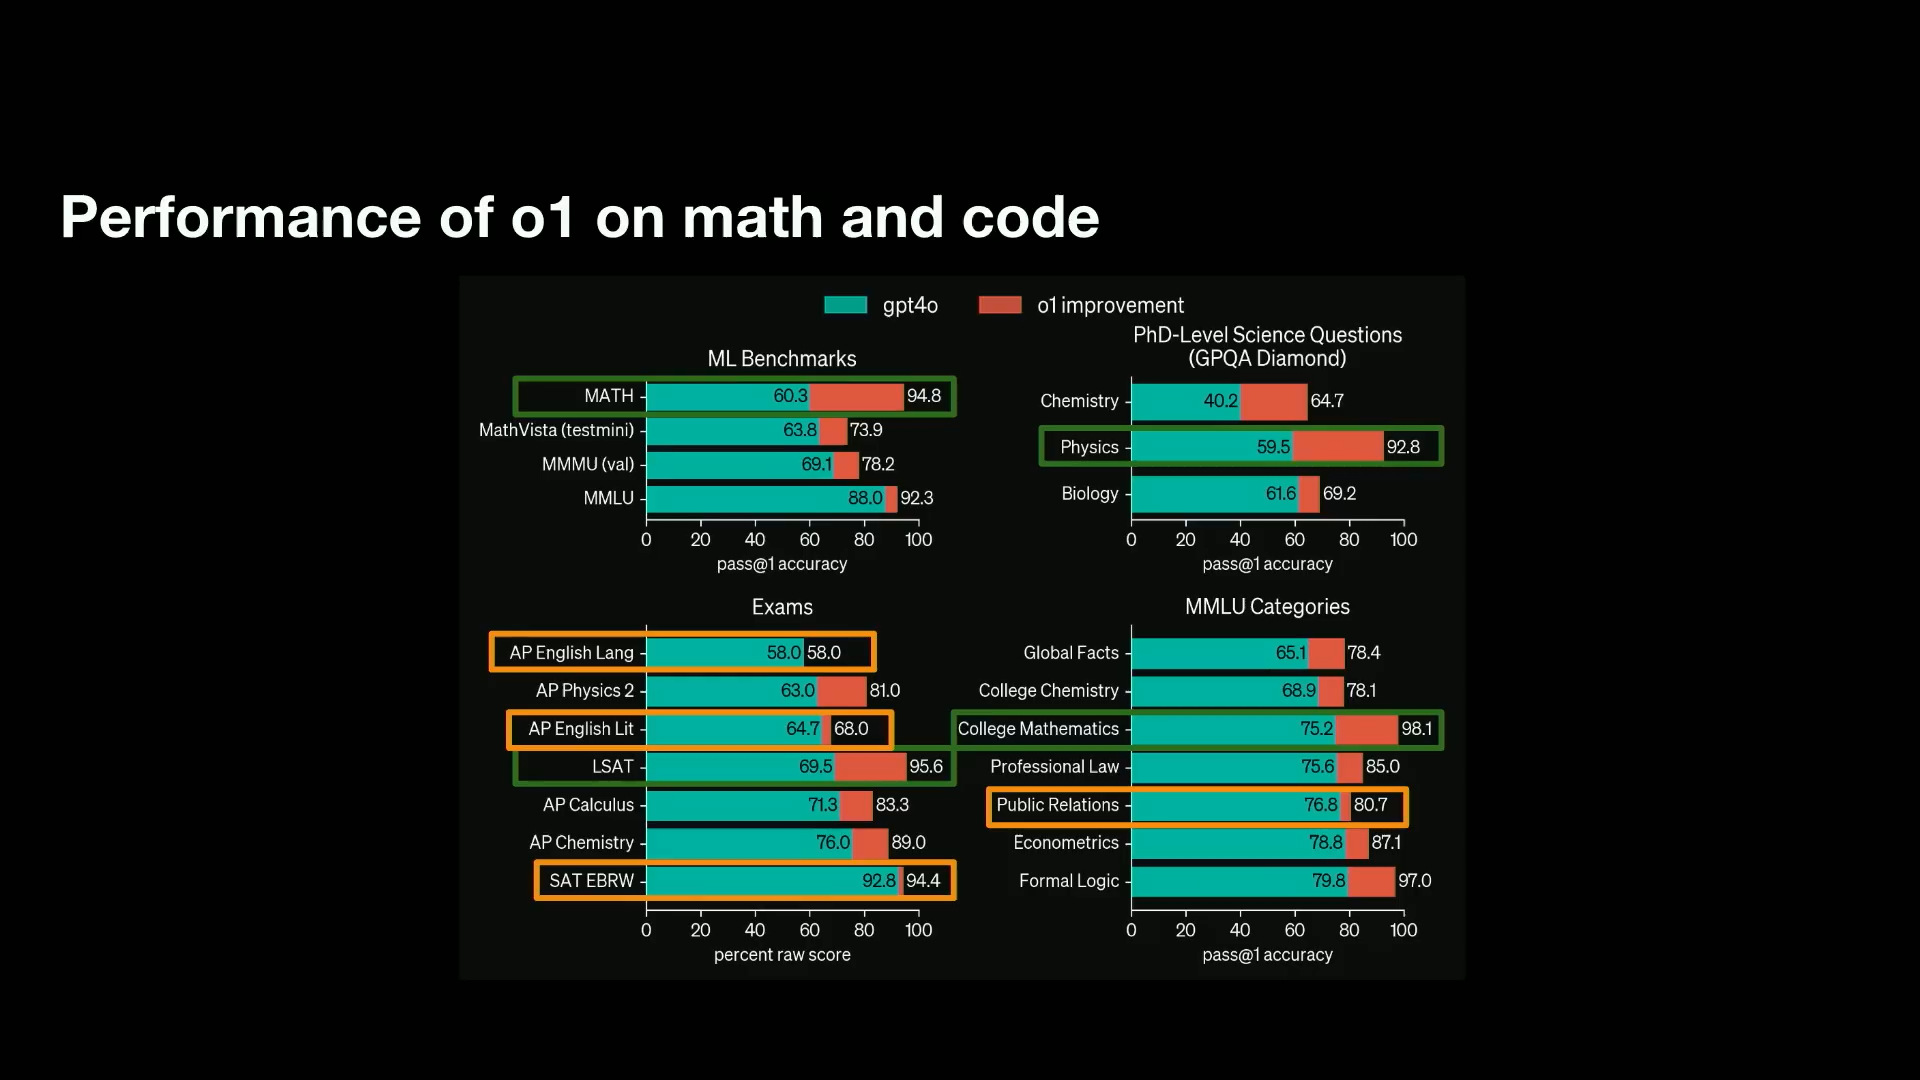 Performance of o1 on math and code
gpt4o
o1 improvement
ML Benchmarks
MATH 60.3 94.8
MathVista (testmini) 63.8 73.9
MMMU (val) 69.1 78.2
MMLU 88.0 92.3
0 20 40 60 80 100
pass@1 accuracy
PhD-Level Science Questions
(GPQA Diamond)
Chemistry 40.2 64.7
Physics 59.5 92.8
Biology 61.6 69.2
0 20 40 60 80 100
pass@1 accuracy
Exams
AP English Lang 58.0 58.0
AP Physics 2 63.0 81.0
AP English Lit 64.7 68.0
LSAT 69.5 95.6
AP Calculus 71.3 83.3
AP Chemistry 76.0 89.0
SAT EBRW 92.8 94.4
0 20 40 60 80 100
percent raw score
MMLU Categories
Global Facts 65.1 78.4
College Chemistry 68.9 78.1
College Mathematics 75.2 98.1
Professional Law 75.6 85.0
Public Relations 76.8 80.7
Econometrics 78.8 87.1
Formal Logic 79.8 97.0
0 20 40 60 80 100
pass@1 accuracy